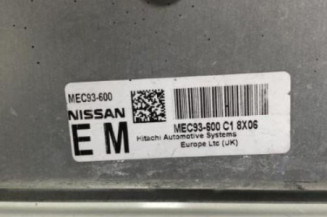 MEC93-600
NISSAN
E M
MEC93-600 C1 8X06
Hitachi Automotive Systems
Europe Ltd (UK)